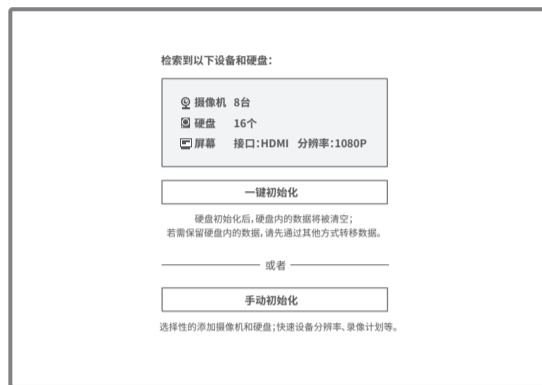 检索到以下设备和硬盘：
摄像机 8台
硬盘 16个
屏幕 接口：HDMI 分辨率：1080P
一键初始化
硬盘初始化后，硬盘内的数据将被清空；
若需保留硬盘内的数据，请先通过其他方式转移数据。
或者
手动初始化
选择性的添加摄像机和硬盘；快速设备分辨率、录像计划等。